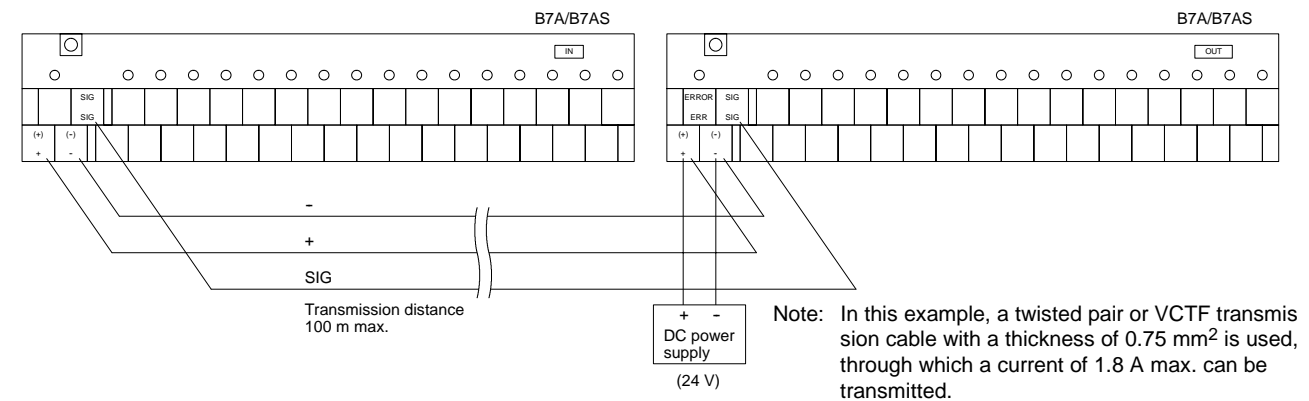 B7A/B7AS
B7A/B7AS
IN
OUT
SIG
ERROR SIG
SIG
ERR SIG
(+) (-)
(+) (-)
+ -
+ -
-
+
SIG
Transmission distance
100 m max.
+ -
DC power
supply
(24 V)
Note: In this example, a twisted pair or VCTF transmis
sion cable with a thickness of 0.75 mm2 is used,
through which a current of 1.8 A max. can be
transmitted.